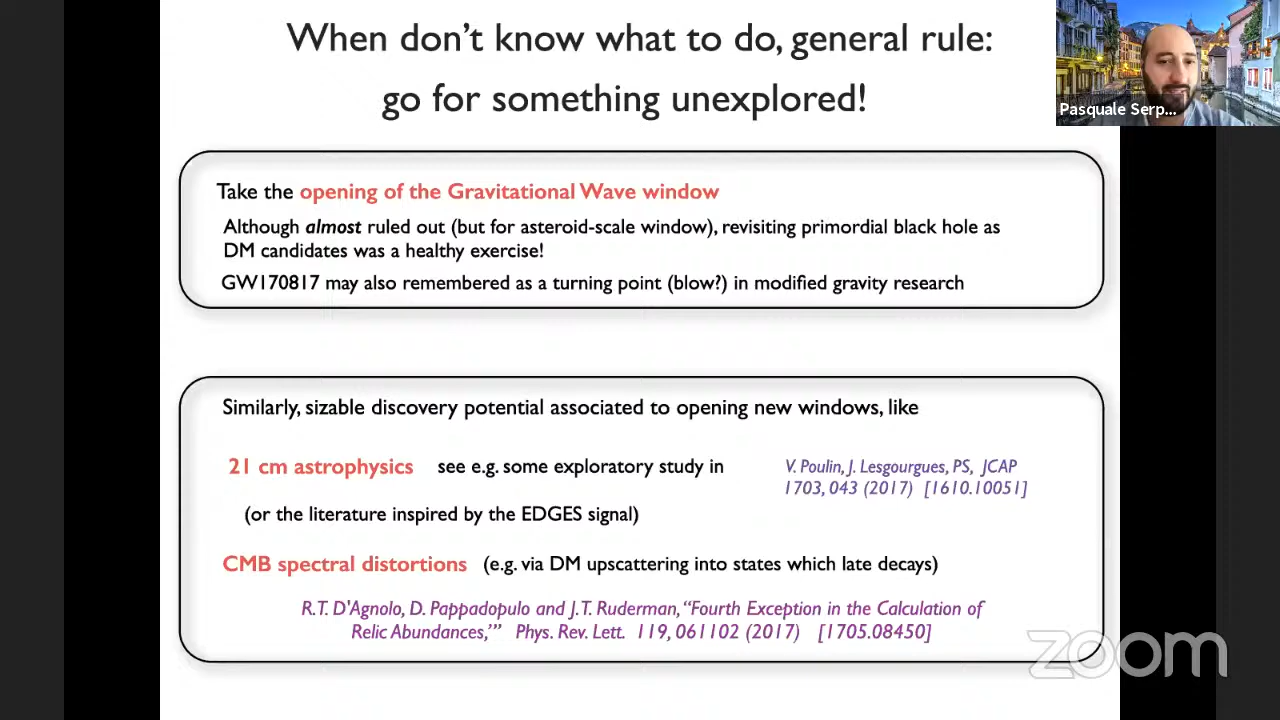 When don't know what to do, general rule:
go for something unexplored!
Pasquale Serp...
Take the opening of the Gravitational Wave window
Although almost ruled out (but for asteroid-scale window), revisiting primordial black hole as
DM candidates was a healthy exercise!
GW170817 may also remembered as a turning point (blow?) in modified gravity research
Similarly, sizable discovery potential associated to opening new windows, like
21 cm astrophysics see e.g. some exploratory study in
V. Poulin, J. Lesgourgues, PS, JCAP
1703, 043 (2017) [1610.10051]
(or the literature inspired by the EDGES signal)
CMB spectral distortions (e.g. via DM upscattering into states which late decays)
R.T. D'Agnolo, D. Pappadopulo and J.T. Ruderman, “Fourth Exception in the Calculation of
Relic Abundances,'” Phys. Rev. Lett. 119, 061102 (2017) [1705.08450]
zoom